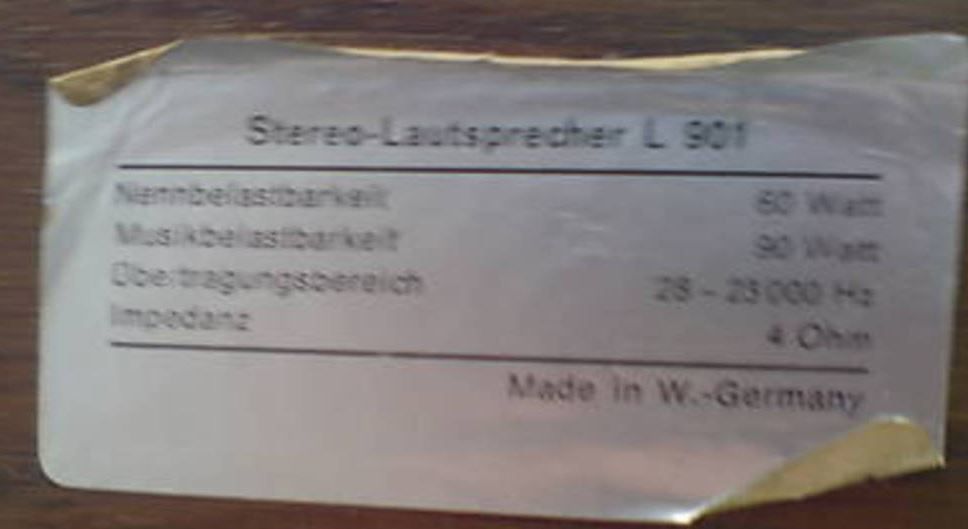 Stereo-Lautsprecher L 901
Nennbelastbarkeit 60 Watt
Musikbelastbarkeit 90 Watt
Übertragungsbereich 28 - 23 000 Hz
Impedanz 4 Ohm
Made in W.-Germany